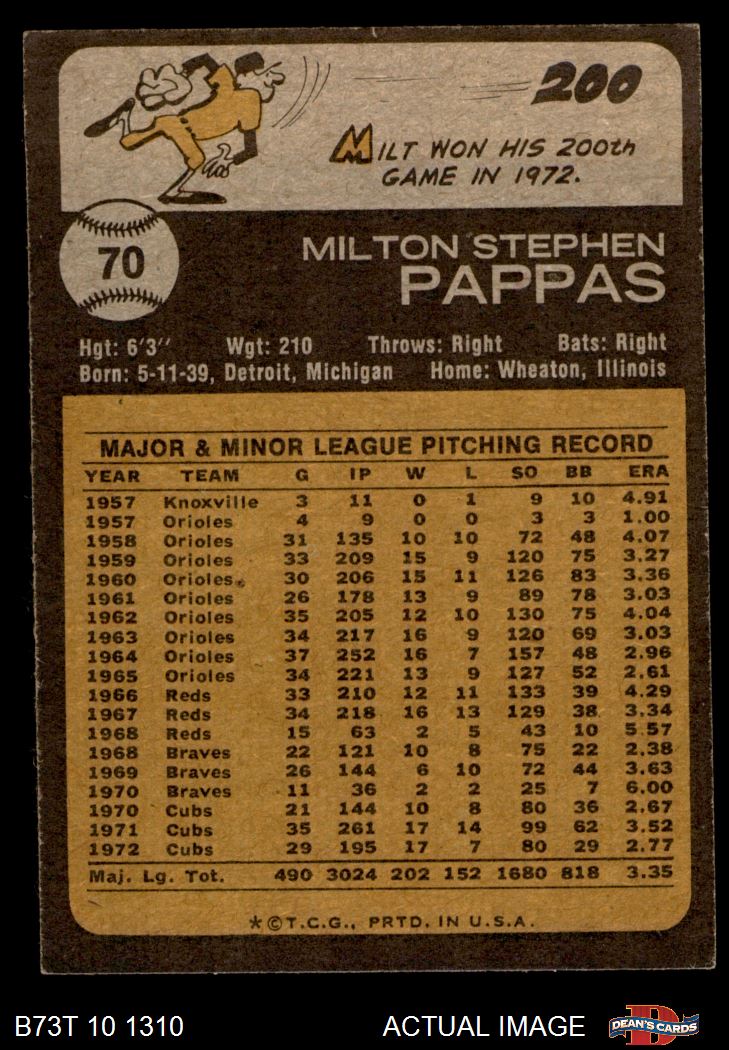 200
MILT WON HIS 200th
GAME IN 1972.
70
MILTON STEPHEN
PAPPAS
Hgt: 6'3" Wgt: 210 Throws: Right Bats: Right
Born: 5-11-39, Detroit, Michigan Home: Wheaton, Illinois
MAJOR & MINOR LEAGUE PITCHING RECORD
YEAR TEAM G IP W L SO BB ERA
1957 Knoxville 3 11 0 1 9 10 4.91
1957 Orioles 4 9 0 0 3 3 1.00
1958 Orioles 31 135 10 10 72 48 4.07
1959 Orioles 33 209 15 9 120 75 3.27
1960 Orioles 30 206 15 11 126 83 3.36
1961 Orioles 26 178 13 9 89 78 3.03
1962 Orioles 35 205 12 10 130 75 4.04
1963 Orioles 34 217 16 9 120 69 3.03
1964 Orioles 37 252 16 7 157 48 2.96
1965 Orioles 34 221 13 9 127 52 2.61
1966 Reds 33 210 12 11 133 39 4.29
1967 Reds 34 218 16 13 129 38 3.34
1968 Reds 15 63 2 5 43 10 5.57
1968 Braves 22 121 10 8 75 22 2.38
1969 Braves 26 144 6 10 72 44 3.63
1970 Braves 11 36 2 2 25 7 6.00
1970 Cubs 21 144 10 8 80 36 2.67
1971 Cubs 35 261 17 14 99 62 3.52
1972 Cubs 29 195 17 7 80 29 2.77
Maj. Lg. Tot. 490 3024 202 152 1680 818 3.35
*©T.C.G., PRTD. IN U.S.A.
B73T 10 1310 ACTUAL IMAGE DEAN'S CARDS